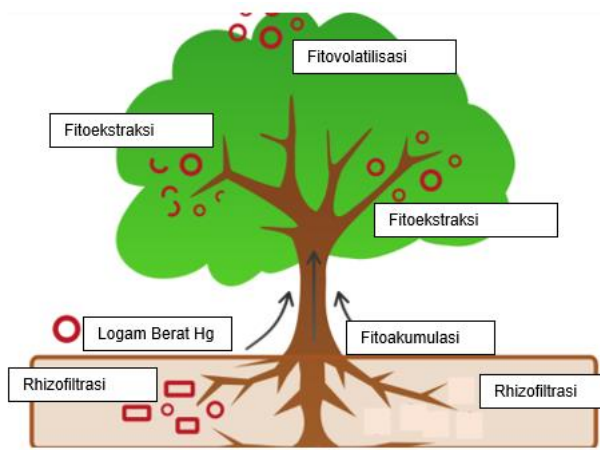 Fitovolatilisasi
Fitoekstraksi
Fitoekstraksi
Logam Berat Hg
Fitoakumulasi
Rhizofiltrasi
Rhizofiltrasi